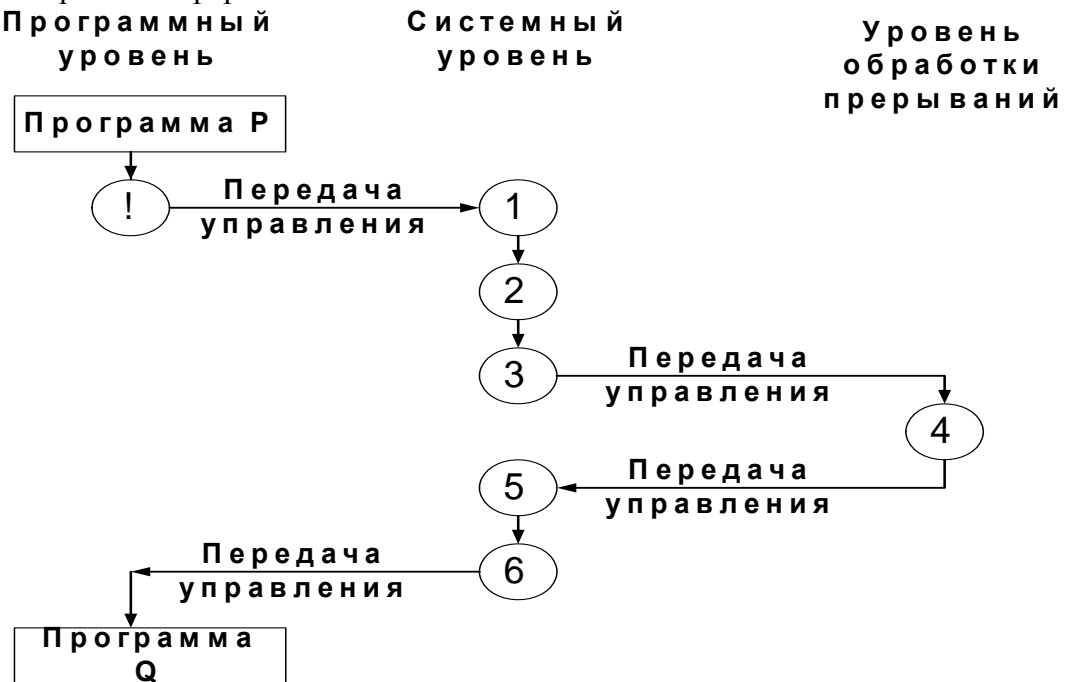 Программный
уровень
Системный
уровень
Уровень
обработки
прерываний
Программа P
!
Передача
управления
1
2
3
Передача
управления
4
5
Передача
управления
6
Передача
управления
Программа
Q